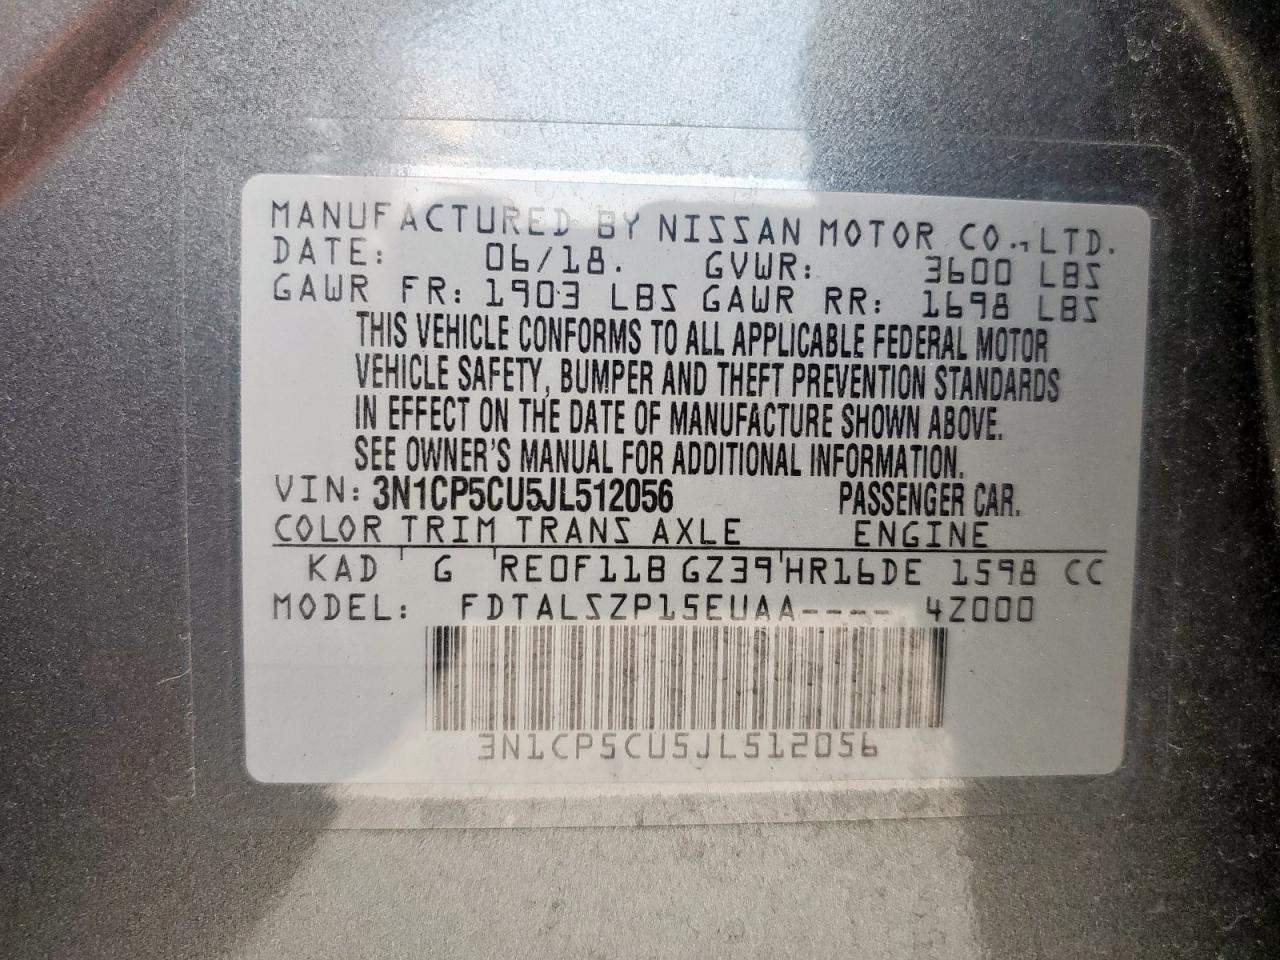 MANUFACTURED BY NISSAN MOTOR CO., LTD.
DATE: 06/18. GVWR: 3600 LBS
GAWR FR: 1903 LBS GAWR RR: 1698 LBS
THIS VEHICLE CONFORMS TO ALL APPLICABLE FEDERAL MOTOR
VEHICLE SAFETY, BUMPER AND THEFT PREVENTION STANDARDS
IN EFFECT ON THE DATE OF MANUFACTURE SHOWN ABOVE.
SEE OWNER'S MANUAL FOR ADDITIONAL INFORMATION.
VIN: 3N1CP5CU5JL512056 PASSENGER CAR.
COLOR TRIM TRANS AXLE ENGINE
KAD G RE0F11B GZ39 HR16DE 1598 CC
MODEL: FDTALSZP15EUAA---- 4Z000
3N1CP5CU5JL512056